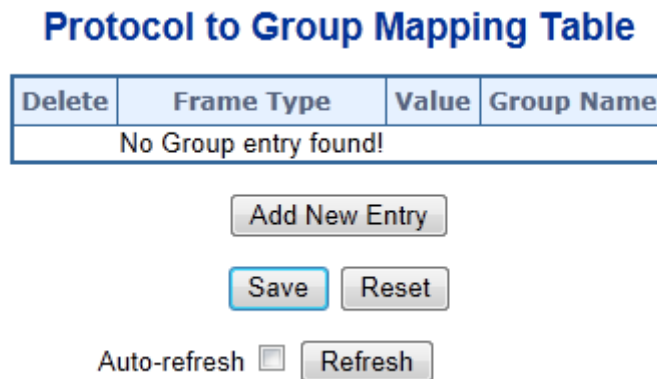 Protocol to Group Mapping Table
Delete Frame Type Value Group Name
No Group entry found!
Add New Entry
Save Reset
Auto-refresh Refresh